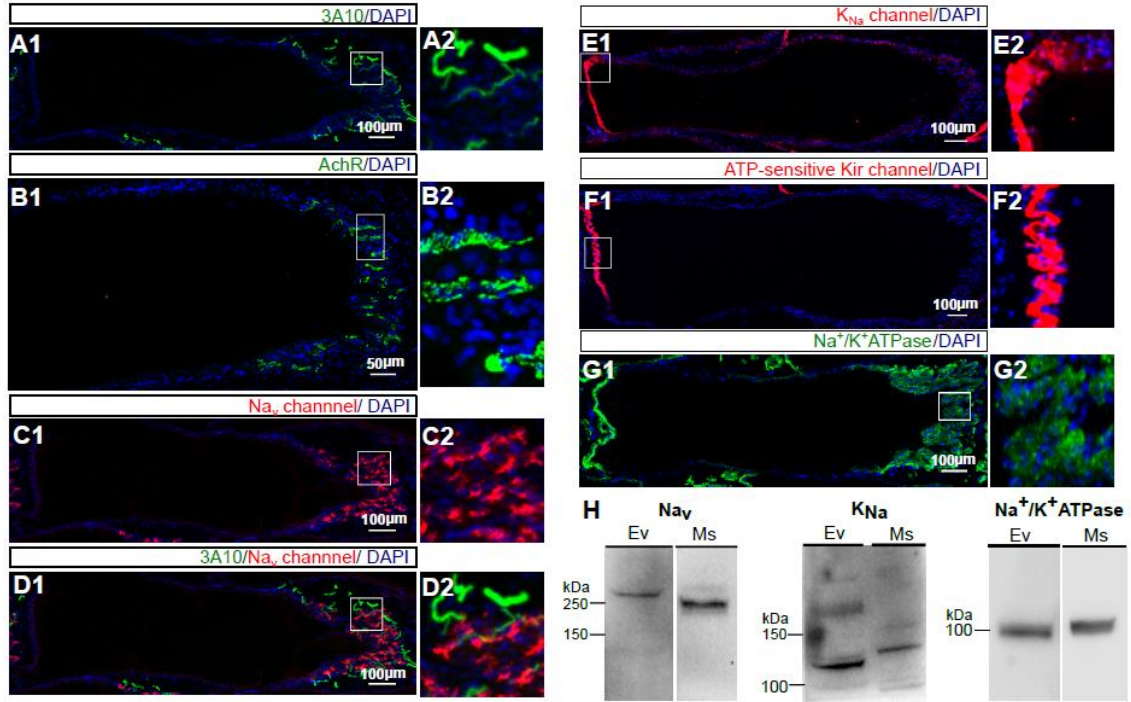 3A10/DAPI
A1
A2
100µm
AchR/DAPI
B1
B2
50µm
Nav channnel/ DAPI
C1
C2
100µm
3A10/Nav channnel/ DAPI
D1
D2
100µm
KNa channel/DAPI
E1
E2
100µm
ATP-sensitive Kir channel/DAPI
F1
F2
100µm
Na+/K+ATPase/DAPI
G1
G2
100µm
H
Nav
Ev Ms
kDa
250
150
KNa
Ev Ms
kDa
150
100
Na+/K+ATPase
Ev Ms
kDa
100